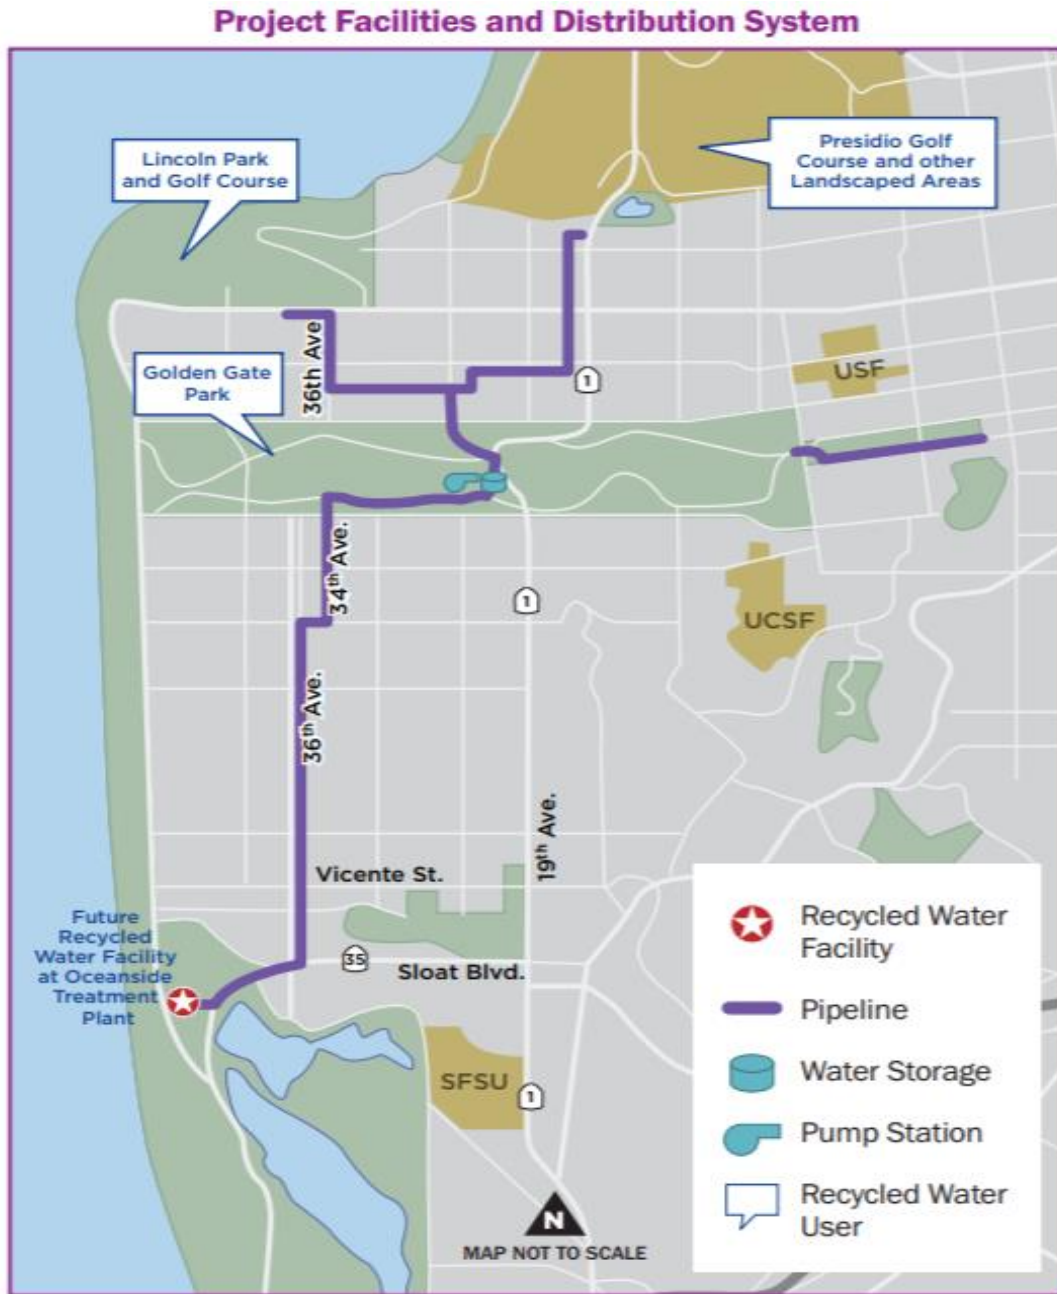 Project Facilities and Distribution System
Lincoln Park
and Golf Course
Presidio Golf
Course and other
Landscaped Areas
36th Ave
1
USF
Golden Gate
Park
34th Ave.
1
UCSF
36th Ave.
19th Ave.
Vicente St.
Future
Recycled
Water Facility
at Oceanside
Treatment
Plant
35
Sloat Blvd.
SFSU
1
N
MAP NOT TO SCALE
Recycled Water
Facility
Pipeline
Water Storage
Pump Station
Recycled Water
User